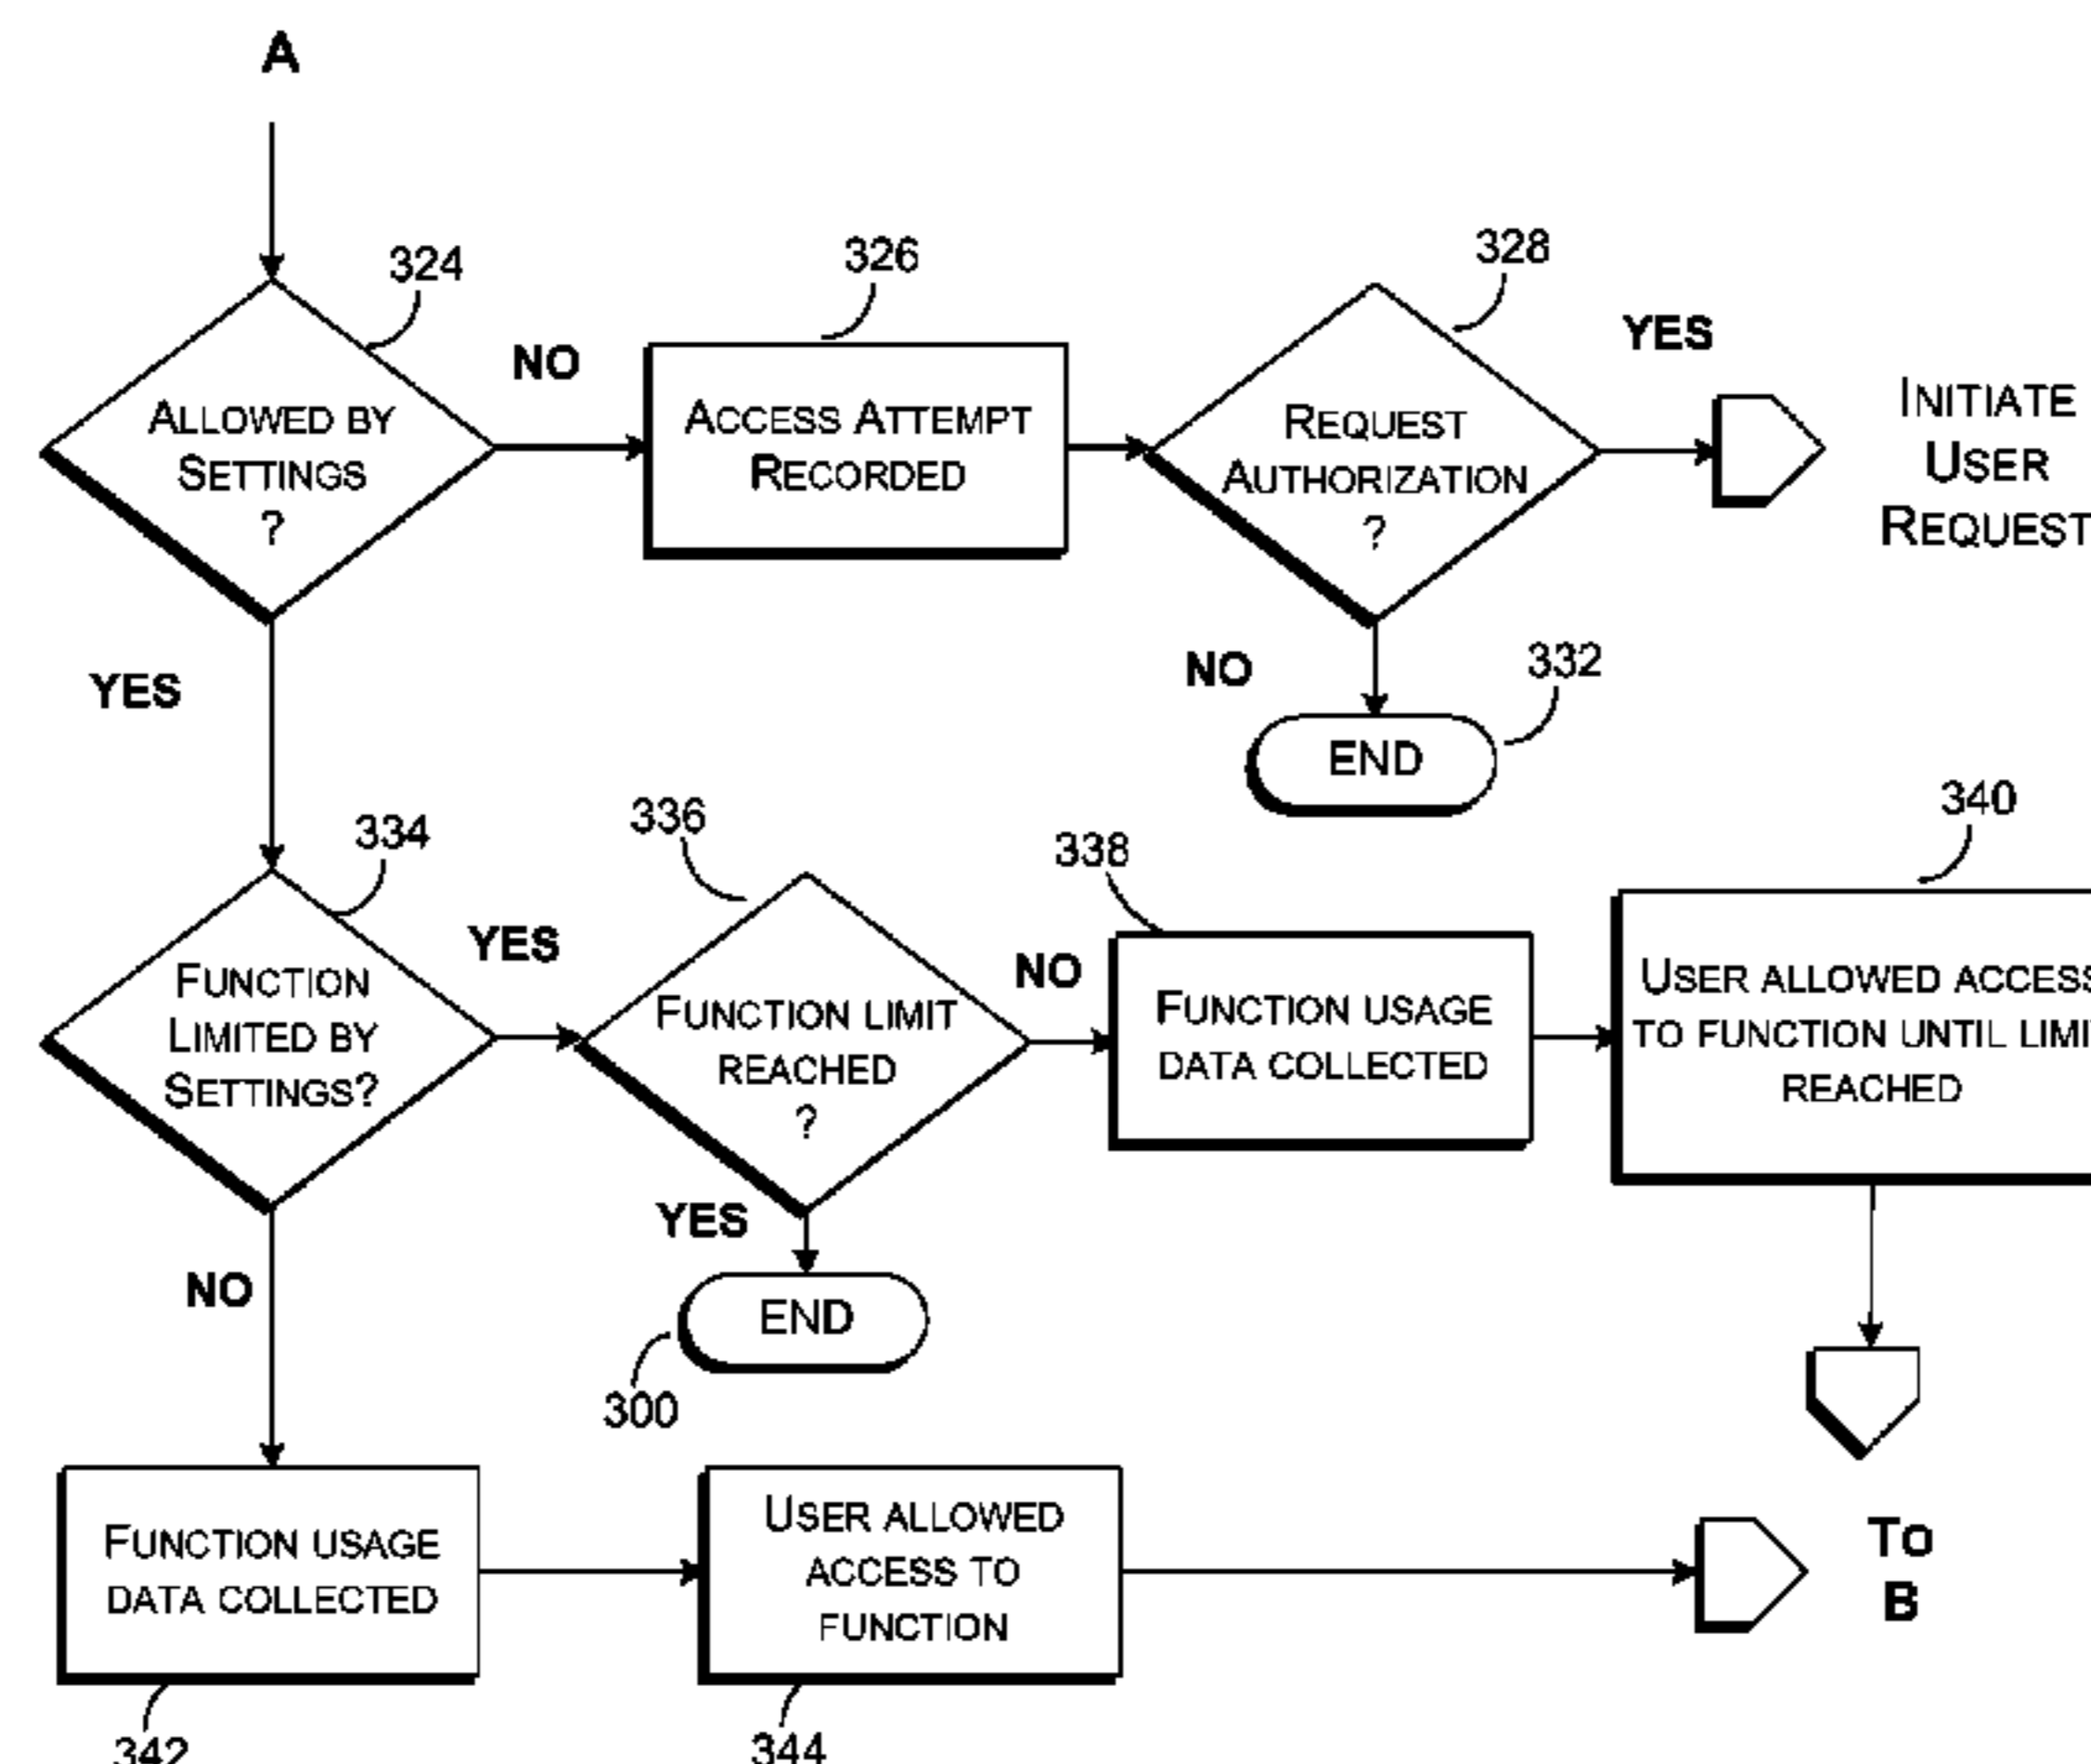 A
324
326
328
YES
NO
ALLOWED BY
SETTINGS
?
ACCESS ATTEMPT
RECORDED
REQUEST
AUTHORIZATION
?
INITIATE
USER
REQUEST
YES
NO
332
END
334
336
338
340
YES
NO
FUNCTION
LIMITED BY
SETTINGS?
FUNCTION LIMIT
REACHED
?
FUNCTION USAGE
DATA COLLECTED
USER ALLOWED ACCESS
TO FUNCTION UNTIL LIMI
REACHED
YES
NO
END
300
FUNCTION USAGE
DATA COLLECTED
USER ALLOWED
ACCESS TO
FUNCTION
TO
B
342
344